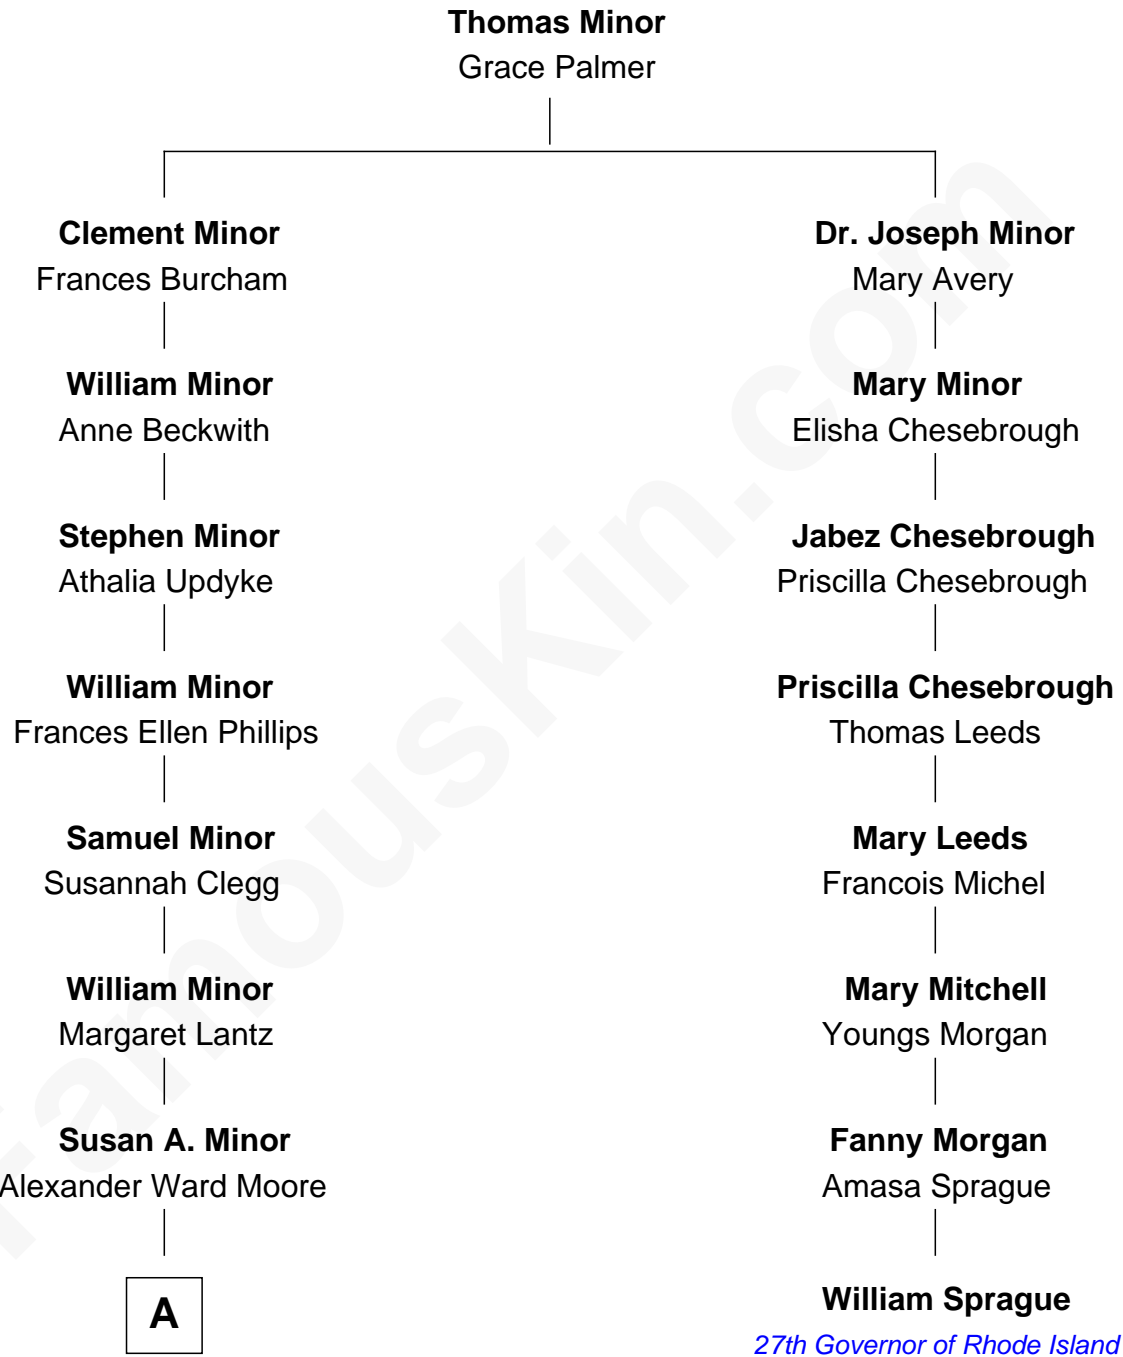 Thomas Minor
Grace Palmer
Clement Minor
Frances Burcham
Dr. Joseph Minor
Mary Avery
William Minor
Anne Beckwith
Mary Minor
Elisha Chesebrough
Stephen Minor
Athalia Updyke
Jabez Chesebrough
Priscilla Chesebrough
William Minor
Frances Ellen Phillips
Priscilla Chesebrough
Thomas Leeds
Samuel Minor
Susannah Clegg
Mary Leeds
Francois Michel
William Minor
Margaret Lantz
Mary Mitchell
Youngs Morgan
Susan A. Minor
Alexander Ward Moore
Fanny Morgan
Amasa Sprague
A
William Sprague
27th Governor of Rhode Island
FamousKin.com